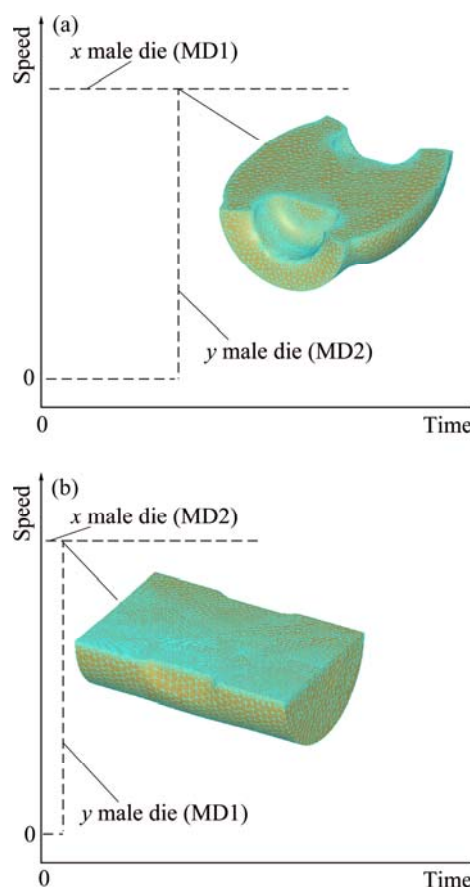 (a)
Speed
x male die (MD1)
y male die (MD2)
0
0
Time
(b)
Speed
x male die (MD2)
y male die (MD1)
0
0
Time